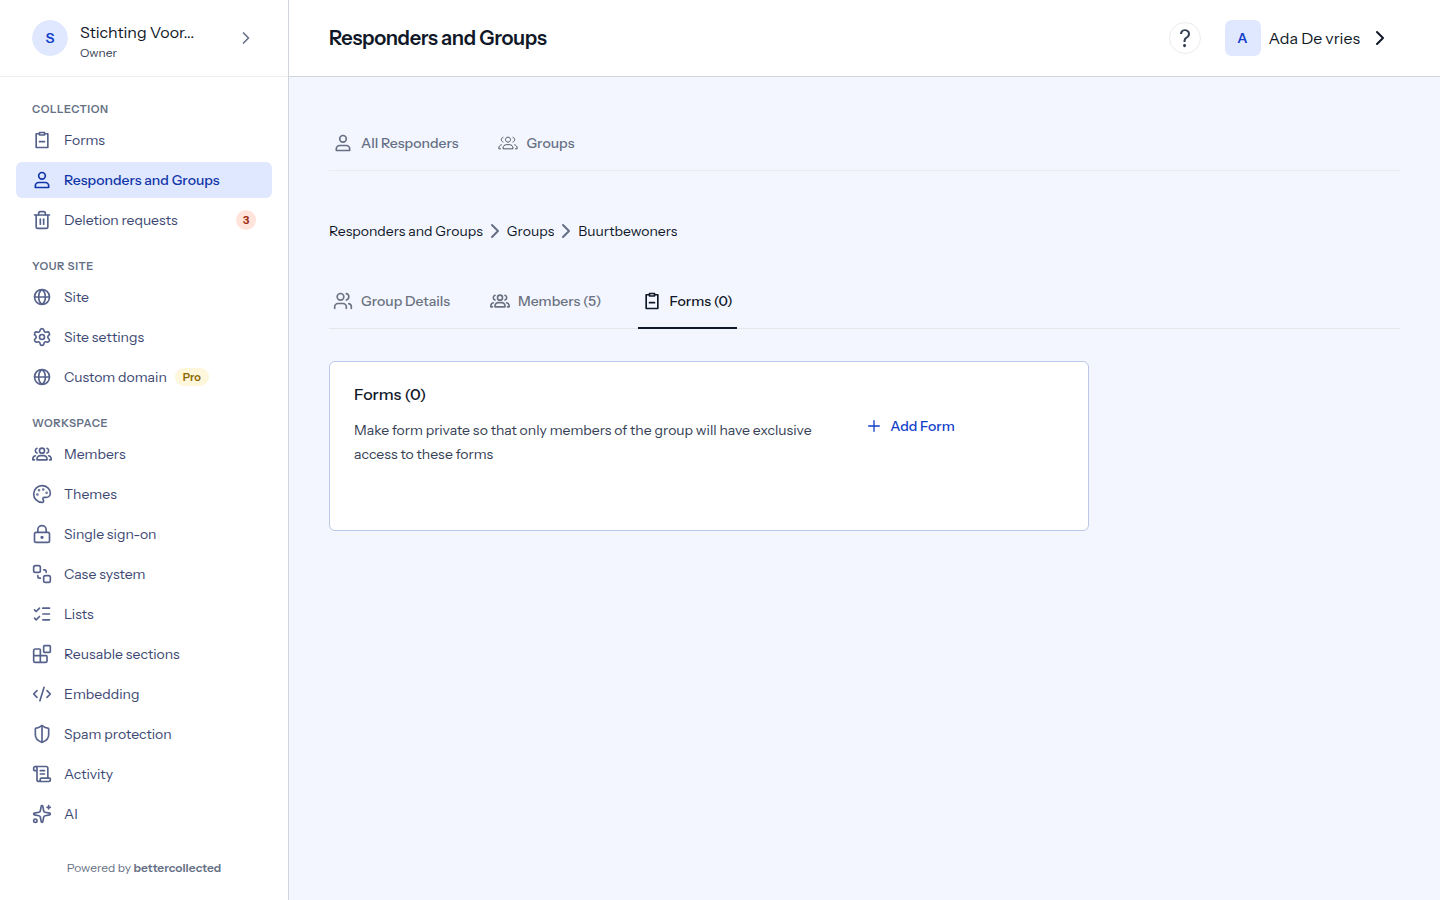 S
Stichting Voor...
Owner
Responders and Groups
?
A
Ada De vries
COLLECTION
Forms
Responders and Groups
Deletion requests
3
YOUR SITE
Site
Site settings
Custom domain
Pro
WORKSPACE
Members
Themes
Single sign-on
Case system
Lists
Reusable sections
Embedding
Spam protection
Activity
AI
Powered by bettercollected
All Responders
Groups
Responders and Groups > Groups > Buurtbewoners
Group Details
Members (5)
Forms (0)
Forms (0)
Make form private so that only members of the group will have exclusive
access to these forms
+ Add Form